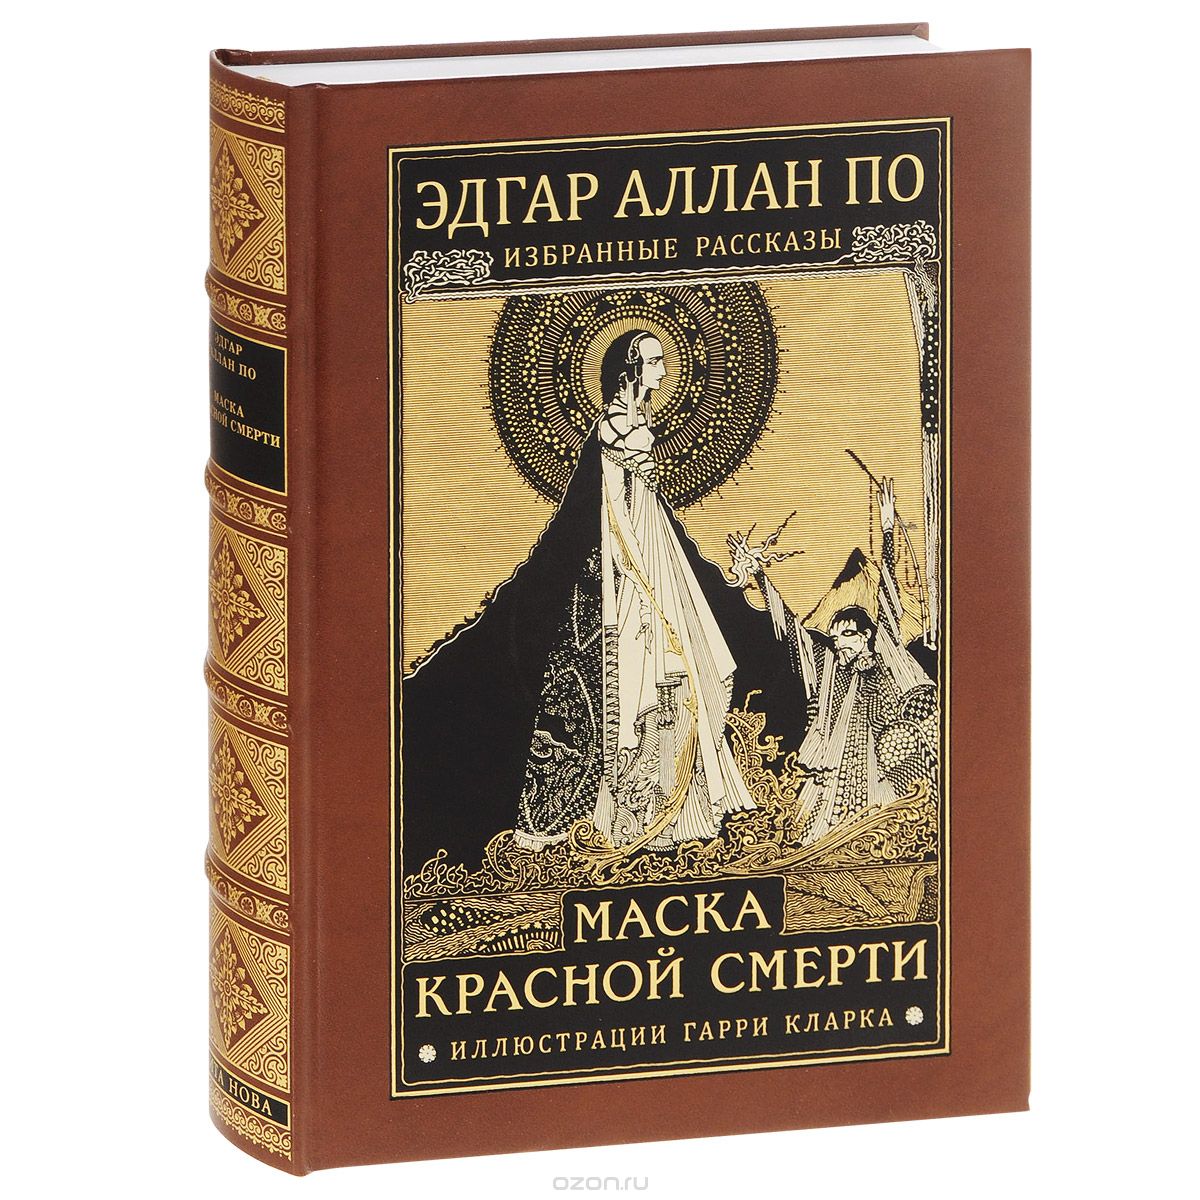 ЭДГАР АЛЛАН ПО
ИЗБРАННЫЕ РАССКАЗЫ
МАСКА
КРАСНОЙ СМЕРТИ
ИЛЛЮСТРАЦИИ ГАРРИ КЛАРКА
ЭДГАР
АЛЛАН ПО
МАСКА
СМЕРТИ
НОВА
ozon.ru